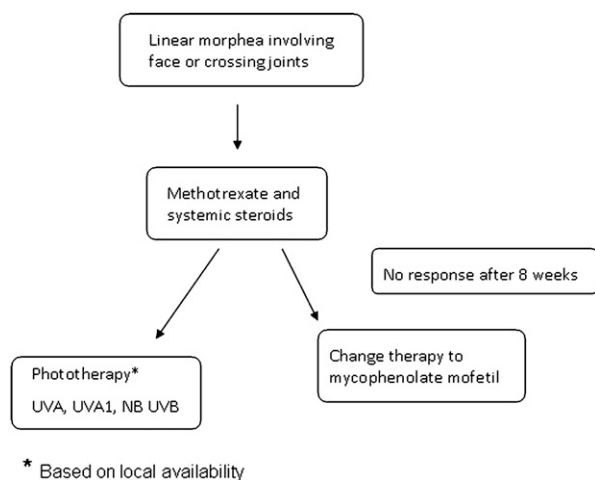 Linear morphea involving
face or crossing joints
Methotrexate and
systemic steroids
No response after 8 weeks
Phototherapy*
UVA, UVA1, NB UVB
Change therapy to
mycophenolate mofetil
* Based on local availability